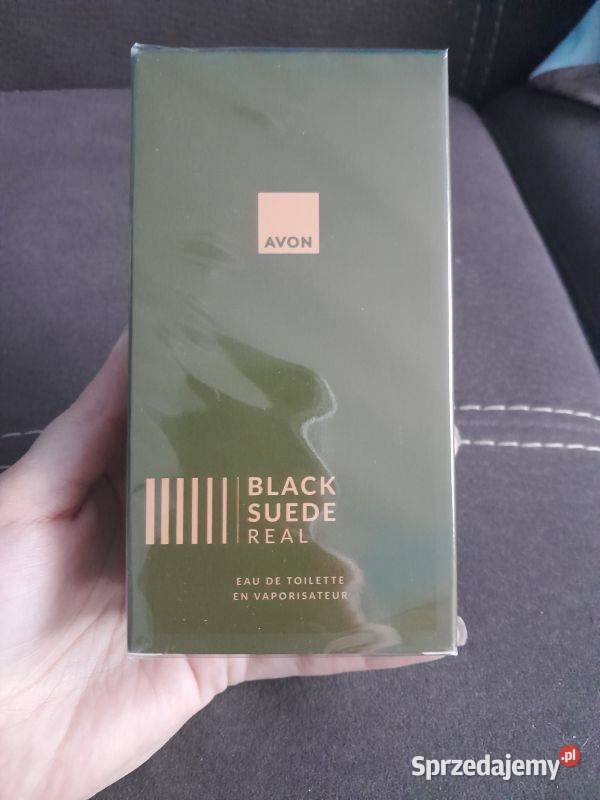 AVON
BLACK
SUEDE
REAL
EAU DE TOILETTE
EN VAPORISATEUR
Sprzedajemy.pl